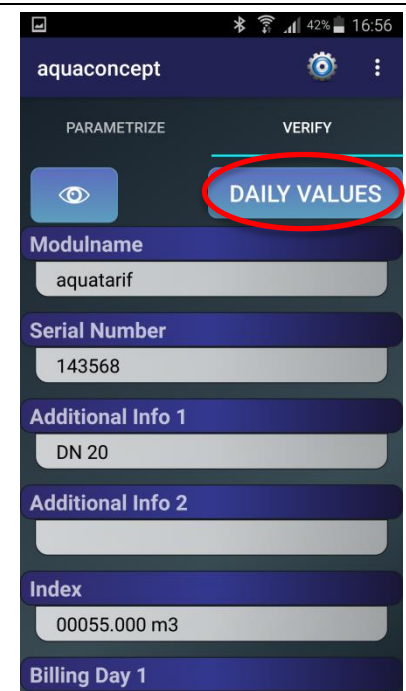 42% 16:56
aquaconcept
PARAMETRIZE VERIFY
DAILY VALUES
Modulname
aquatarif
Serial Number
143568
Additional Info 1
DN 20
Additional Info 2
Index
00055.000 m3
Billing Day 1